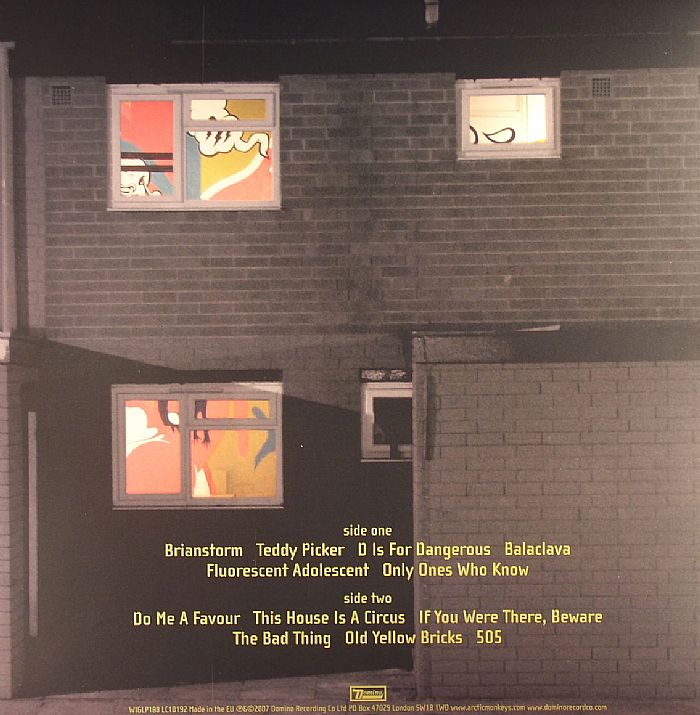 side one
Brianstorm Teddy Picker D Is For Dangerous Balaclava
Fluorescent Adolescent Only Ones Who Know
side two
Do Me A Favour This House Is A Circus If You Were There, Beware
The Bad Thing Old Yellow Bricks 505
Domino
WIGLP188 LC10192 Made in the EU ℗&©2007 Domino Recording Co Ltd PO Box 47029 London SW18 1WD www.arcticmonkeys.com www.dominorecordco.com